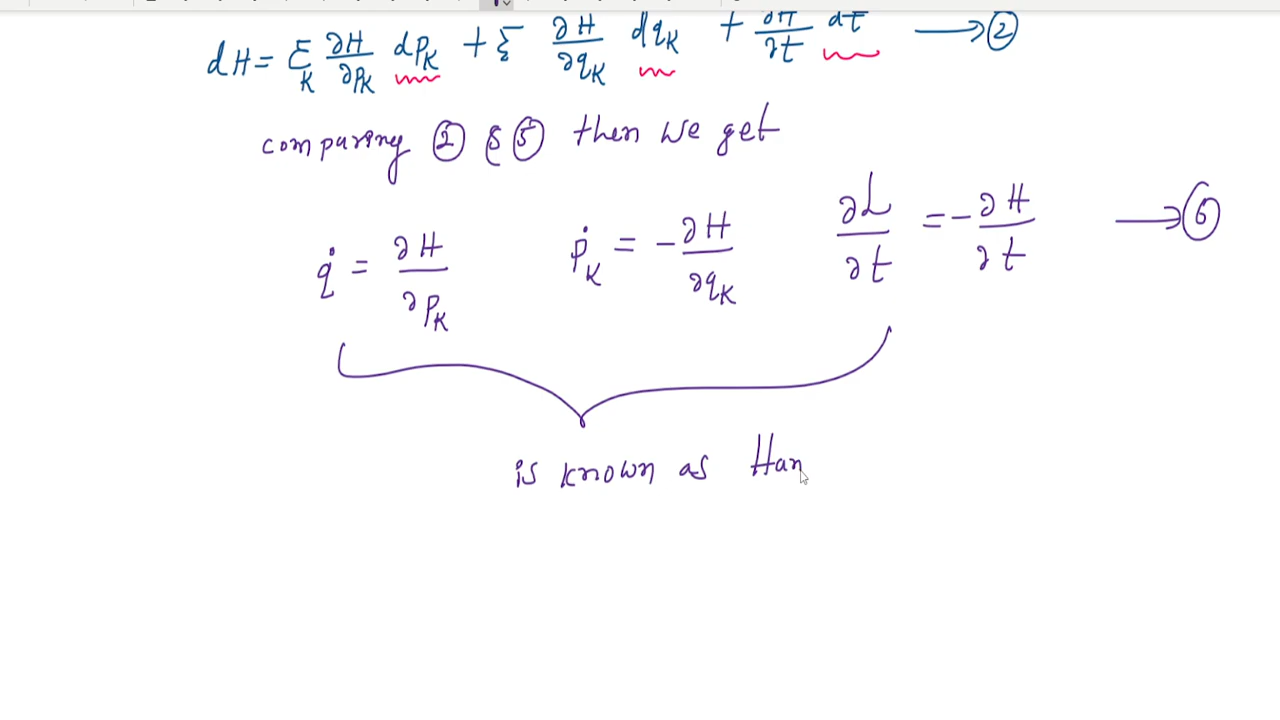 dH = Σ_K ∂H/∂p_K dp_K + Σ ∂H/∂q_K dq_K + ∂H/∂t dt ⟶ ②
comparing ② & ⑤ then we get
q̇ = ∂H/∂p_K ṗ_K = -∂H/∂q_K ∂L/∂t = -∂H/∂t ⟶ ⑥
is known as Han